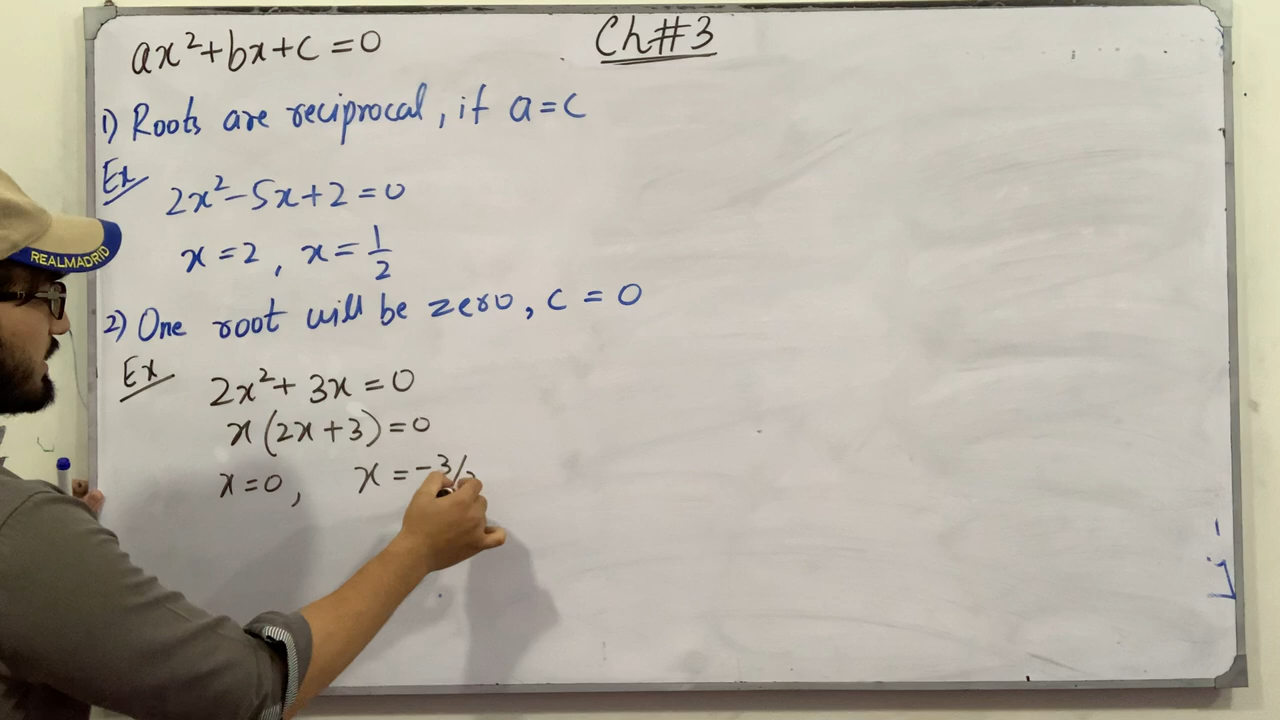 ax²+bx+c=0
Ch#3
1) Roots are reciprocal, if a=c
Ex
2x²-5x+2=0
x=2, x=1/2
2) One root will be zero, c=0
Ex
2x²+3x=0
x(2x+3)=0
x=0, x=-3/
REALMADRID